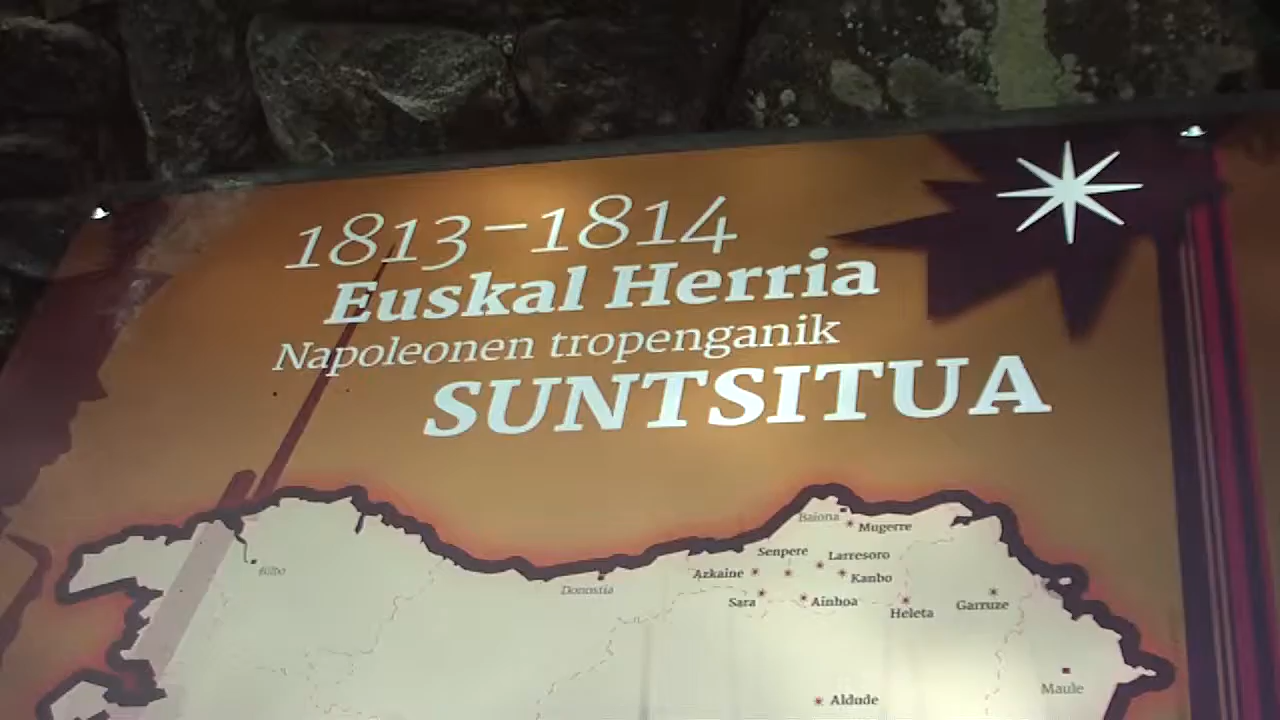 1813–1814
Euskal Herria
Napoleonen tropenganik
SUNTSITUA
Baiona
Mugerre
Senpere
Larresoro
Azkaine
Kanbo
Bilbo
Donostia
Sara
Ainhoa
Heleta
Garruze
Maule
Aldude